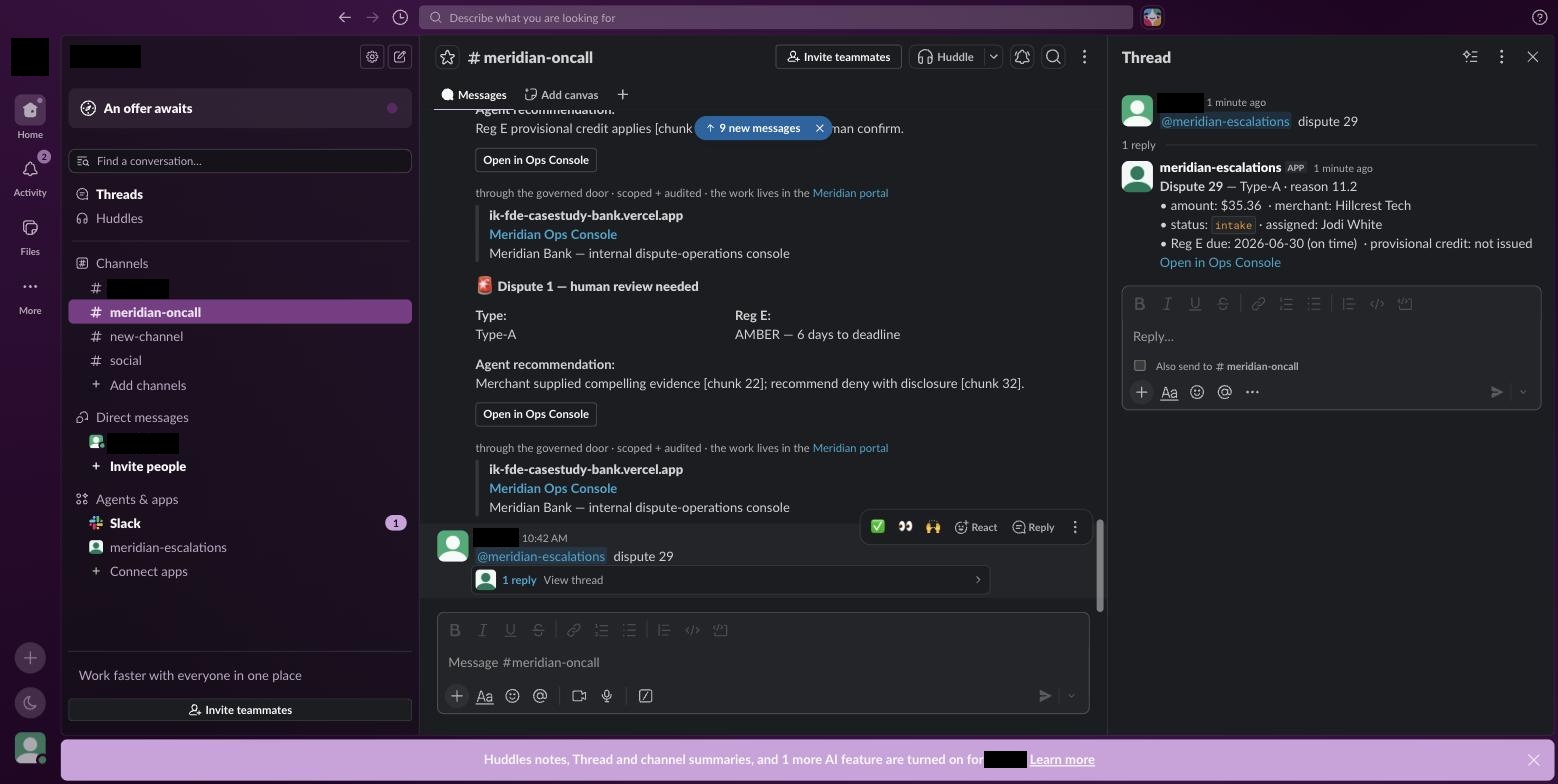 Describe what you are looking for
Home
2
Activity
Files
More
An offer awaits
Find a conversation...
Threads
Huddles
Channels
#
# meridian-oncall
# new-channel
# social
+ Add channels
Direct messages
+ Invite people
Agents & apps
Slack 1
meridian-escalations
+ Connect apps
Work faster with everyone in one place
Invite teammates
# meridian-oncall
Invite teammates
Huddle
Messages
Add canvas
Agent recommendation:
Reg E provisional credit applies [chunk
man confirm.
↑ 9 new messages ×
Open in Ops Console
through the governed door · scoped + audited · the work lives in the Meridian portal
ik-fde-casestudy-bank.vercel.app
Meridian Ops Console
Meridian Bank — internal dispute-operations console
🚨 Dispute 1 — human review needed
Type: Reg E:
Type-A AMBER — 6 days to deadline
Agent recommendation:
Merchant supplied compelling evidence [chunk 22]; recommend deny with disclosure [chunk 32].
Open in Ops Console
through the governed door · scoped + audited · the work lives in the Meridian portal
ik-fde-casestudy-bank.vercel.app
Meridian Ops Console
Meridian Bank — internal dispute-operations console
React Reply
10:42 AM
@meridian-escalations dispute 29
1 reply View thread
B I U S
Message #meridian-oncall
Aa
Thread
1 minute ago
@meridian-escalations dispute 29
1 reply
meridian-escalations APP 1 minute ago
Dispute 29 — Type-A · reason 11.2
• amount: $35.36 · merchant: Hillcrest Tech
• status: intake · assigned: Jodi White
• Reg E due: 2026-06-30 (on time) · provisional credit: not issued
Open in Ops Console
B I U S
Reply...
Also send to # meridian-oncall
Aa
Huddles notes, Thread and channel summaries, and 1 more AI feature are turned on for
Learn more